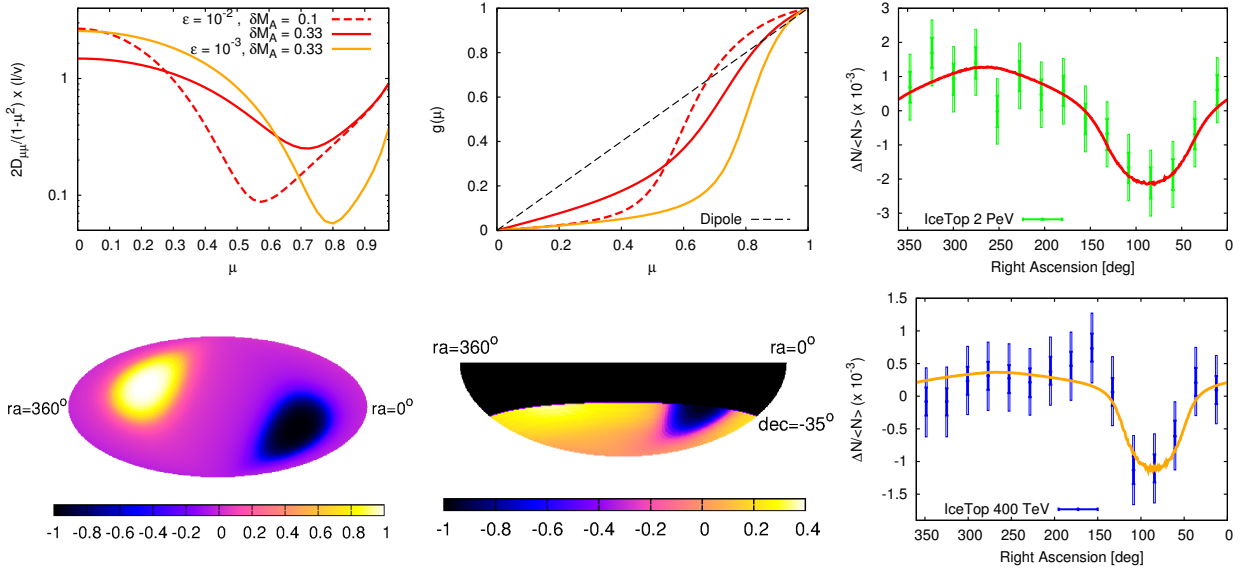 2Dμμ/(1-μ²) x (l/v)
ε = 10⁻² , δM_A = 0.1
δM_A = 0.33
ε = 10⁻³ , δM_A = 0.33
1
0.1
0 0.1 0.2 0.3 0.4 0.5 0.6 0.7 0.8 0.9
μ
g(μ)
1
0.8
0.6
0.4
0.2
0
Dipole
0 0.2 0.4 0.6 0.8 1
μ
ΔN/<N> (x 10⁻³)
3
2
1
0
-1
-2
-3
IceTop 2 PeV
350 300 250 200 150 100 50 0
Right Ascension [deg]
ra=360°
ra=0°
-1 -0.8 -0.6 -0.4 -0.2 0 0.2 0.4 0.6 0.8 1
ra=360°
ra=0°
dec=-35°
-1 -0.8 -0.6 -0.4 -0.2 0 0.2 0.4
ΔN/<N> (x 10⁻³)
1.5
1
0.5
0
-0.5
-1
-1.5
IceTop 400 TeV
350 300 250 200 150 100 50 0
Right Ascension [deg]